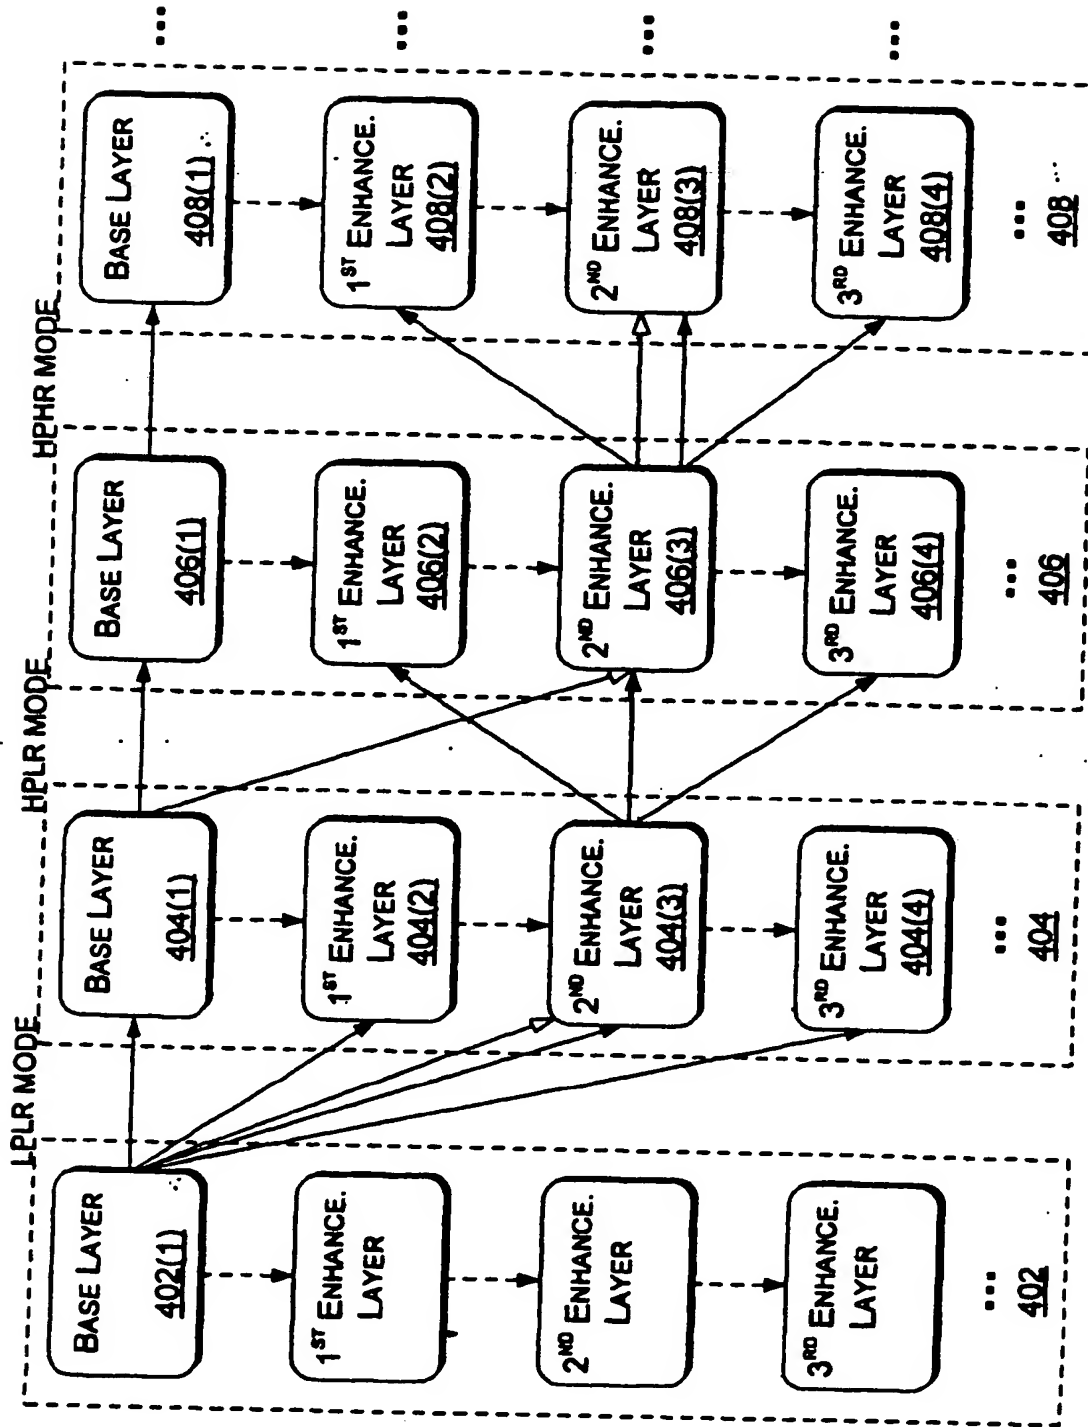 LPLR MODE
HPLR MODE
HPHR MODE
BASE LAYER
402(1)
1ST ENHANCE.
LAYER
2ND ENHANCE.
LAYER
3RD ENHANCE.
LAYER
...
402
BASE LAYER
404(1)
1ST ENHANCE.
LAYER
404(2)
2ND ENHANCE.
LAYER
404(3)
3RD ENHANCE.
LAYER
404(4)
...
404
BASE LAYER
406(1)
1ST ENHANCE.
LAYER
406(2)
2ND ENHANCE.
LAYER
406(3)
3RD ENHANCE.
LAYER
406(4)
...
406
BASE LAYER
408(1)
1ST ENHANCE.
LAYER
408(2)
2ND ENHANCE.
LAYER
408(3)
3RD ENHANCE.
LAYER
408(4)
...
408
...
...
...
...